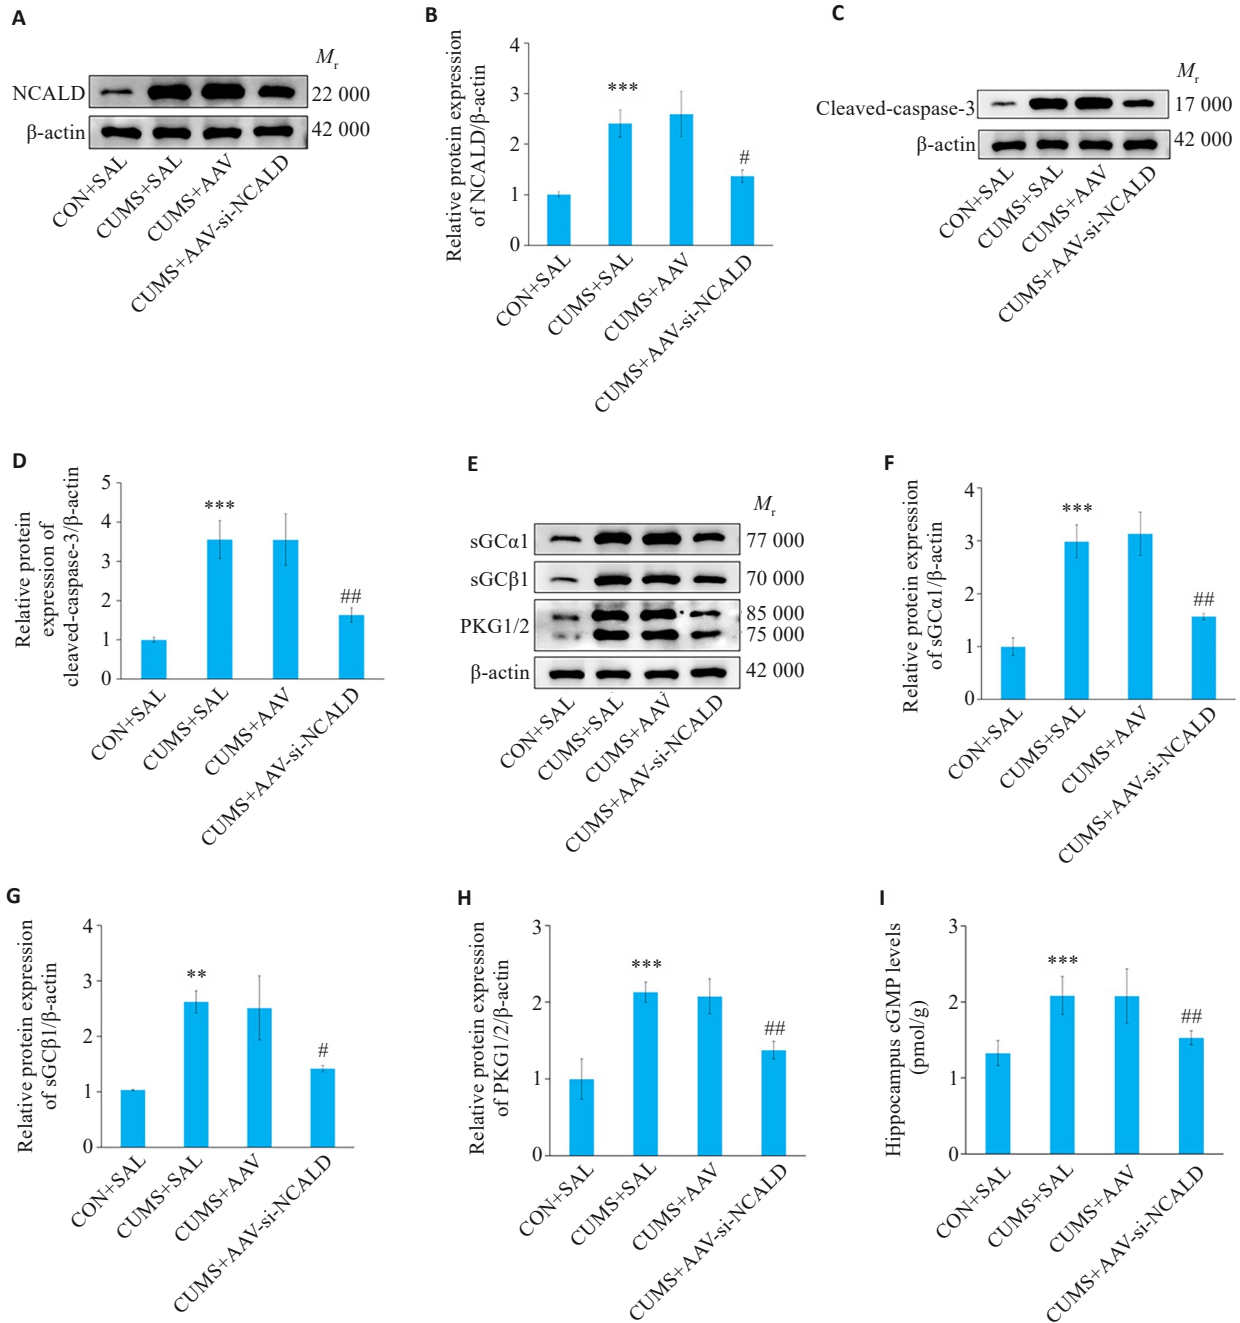 A
Mr
NCALD
22 000
β-actin
42 000
CON+SAL
CUMS+SAL
CUMS+AAV
CUMS+AAV-si-NCALD
B
Relative protein expression
of NCALD/β-actin
4
3
2
1
0
***
#
CON+SAL
CUMS+SAL
CUMS+AAV
CUMS+AAV-si-NCALD
C
Mr
Cleaved-caspase-3
17 000
β-actin
42 000
CON+SAL
CUMS+SAL
CUMS+AAV
CUMS+AAV-si-NCALD
D
Relative protein
expression of
cleaved-caspase-3/β-actin
5
4
3
2
1
0
***
##
CON+SAL
CUMS+SAL
CUMS+AAV
CUMS+AAV-si-NCALD
E
Mr
sGCα1
77 000
sGCβ1
70 000
PKG1/2
85 000
75 000
β-actin
42 000
CON+SAL
CUMS+SAL
CUMS+AAV
CUMS+AAV-si-NCALD
F
Relative protein expression
of sGCα1/β-actin
4
3
2
1
0
***
##
CON+SAL
CUMS+SAL
CUMS+AAV
CUMS+AAV-si-NCALD
G
Relative protein expression
of sGCβ1/β-actin
4
3
2
1
0
**
#
CON+SAL
CUMS+SAL
CUMS+AAV
CUMS+AAV-si-NCALD
H
Relative protein expression
of PKG1/2/β-actin
3
2
1
0
***
##
CON+SAL
CUMS+SAL
CUMS+AAV
CUMS+AAV-si-NCALD
I
Hippocampus cGMP levels
(pmol/g)
3
2
1
0
***
##
CON+SAL
CUMS+SAL
CUMS+AAV
CUMS+AAV-si-NCALD